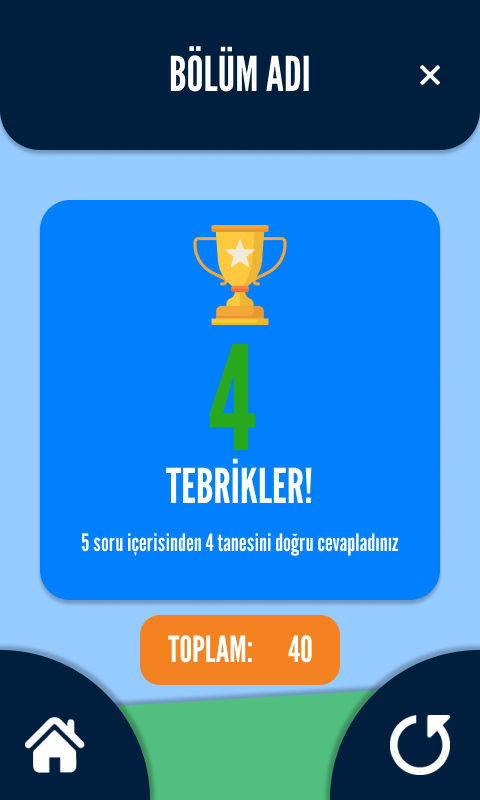 BÖLÜM ADI
4
TEBRİKLER!
5 soru içerisinden 4 tanesini doğru cevapladınız
TOPLAM: 40